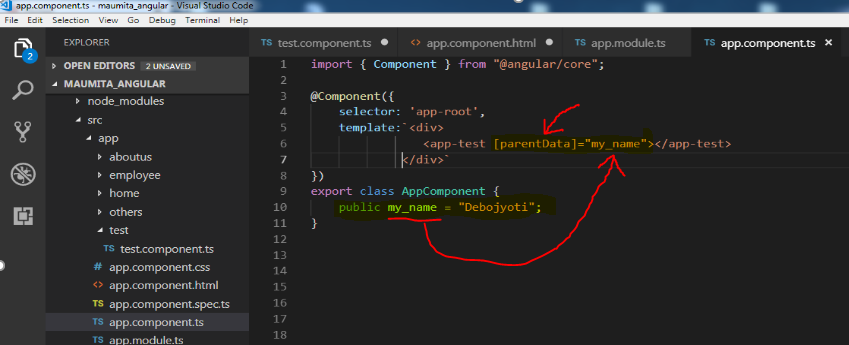 app.component.ts - maumita_angular - Visual Studio Code
File Edit Selection View Go Debug Terminal Help
EXPLORER
OPEN EDITORS 2 UNSAVED
MAUMITA_ANGULAR
node_modules
src
app
aboutus
employee
home
others
test
TS test.component.ts
# app.component.css
<> app.component.html
TS app.component.spec.ts
TS app.component.ts
TS app.module.ts
2
TS test.component.ts
<> app.component.html
TS app.module.ts
TS app.component.ts
1 import { Component } from "@angular/core";
2
3 @Component({
4 selector: 'app-root',
5 template:`<div>
6 <app-test [parentData]="my_name"></app-test>
7 </div>`
8 })
9 export class AppComponent {
10 public my_name = "Debojyoti";
11 }
12
13
14
15
16
17
18